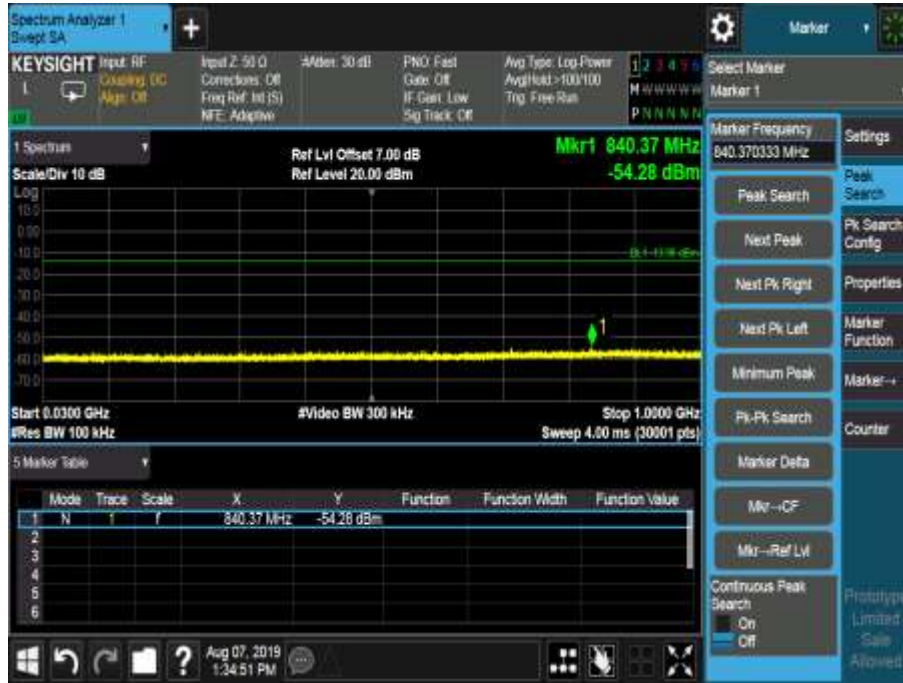 Spectrum Analyzer 1
Swept SA
Marker
KEYSIGHT
Input: RF
Coupling: DC
Align: Off
Input Z: 50 Ω
Corrections: Off
Freq Ref: Int (S)
NFE: Adaptive
#Atten: 30 dB
PNO: Fast
Gate: Off
IF Gain: Low
Sig Track: Off
Avg Type: Log-Power
Avg|Hold:>100/100
Trig: Free Run
1 2 3 4 5 6
M W W W W W
P N N N N N
L
Select Marker
Marker 1
1 Spectrum
Scale/Div 10 dB
Ref Lvl Offset 7.00 dB
Ref Level 20.00 dBm
Mkr1 840.37 MHz
-54.28 dBm
Log
10.0
0.00
-10.0
-20.0
-30.0
-40.0
-50.0
-60.0
-70.0
1
Start 0.0300 GHz
#Res BW 100 kHz
#Video BW 300 kHz
Stop 1.0000 GHz
Sweep 4.00 ms (30001 pts)
5 Marker Table
Mode Trace Scale X Y Function Function Width Function Value
1 N 1 f 840.37 MHz -54.28 dBm
2
3
4
5
6
Aug 07, 2019
1:34:51 PM
Marker Frequency
840.370333 MHz
Peak Search
Next Peak
Next Pk Right
Next Pk Left
Minimum Peak
Pk-Pk Search
Marker Delta
Mkr→CF
Mkr→Ref Lvl
Continuous Peak
Search
On
Off
Settings
Peak
Search
Pk Search
Config
Properties
Marker
Function
Marker→
Counter
Prototype
Limited
Sale
Allowed